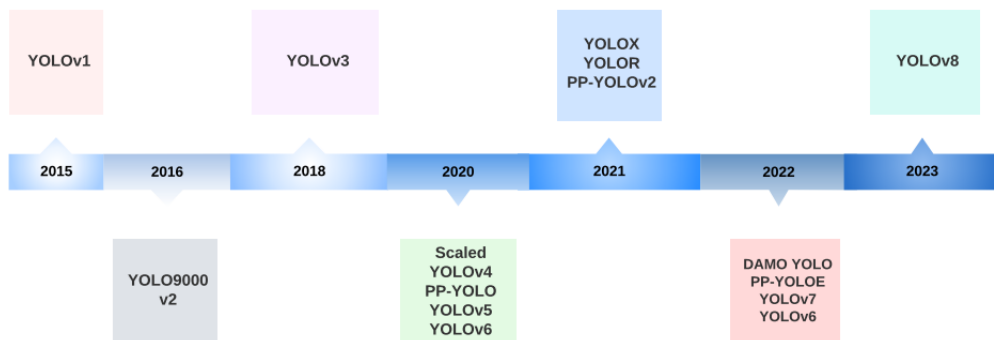 YOLOv1
YOLOv3
YOLOX
YOLOR
PP-YOLOv2
YOLOv8
2015
2016
2018
2020
2021
2022
2023
YOLO9000
v2
Scaled
YOLOv4
PP-YOLO
YOLOv5
YOLOv6
DAMO YOLO
PP-YOLOE
YOLOv7
YOLOv6